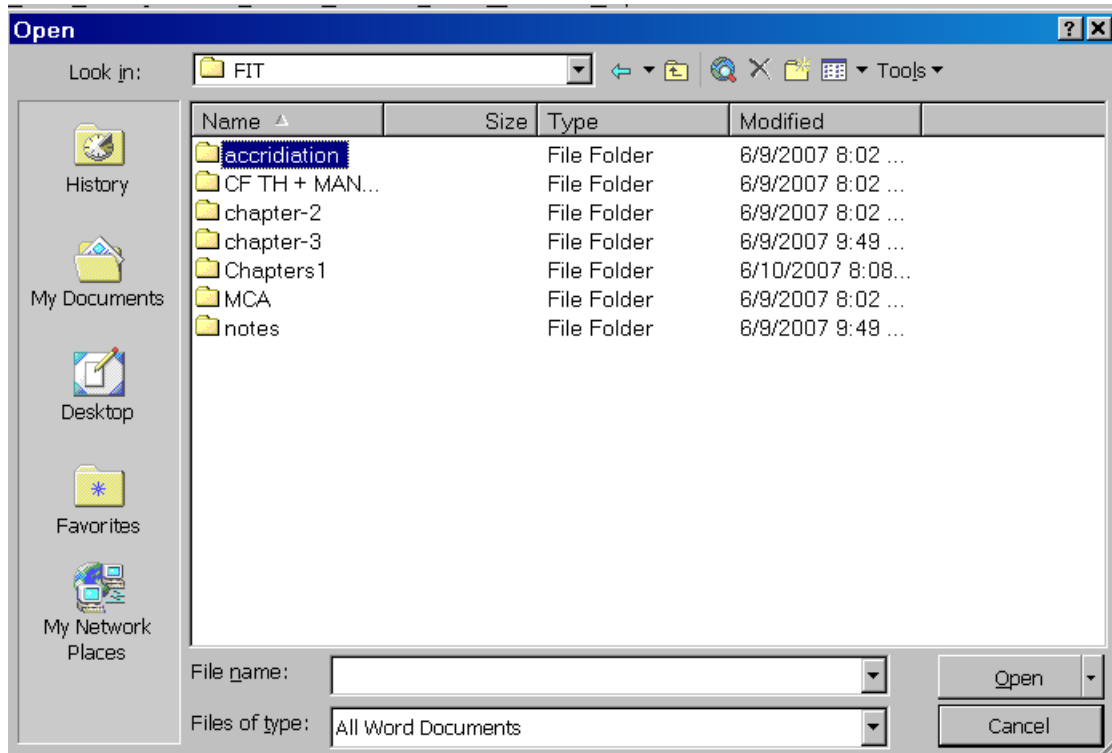 Open
Look in: FIT Tools
Name Size Type Modified
accridiation File Folder 6/9/2007 8:02 ...
CF TH + MAN... File Folder 6/9/2007 8:02 ...
chapter-2 File Folder 6/9/2007 8:02 ...
chapter-3 File Folder 6/9/2007 9:49 ...
Chapters1 File Folder 6/10/2007 8:08...
MCA File Folder 6/9/2007 8:02 ...
notes File Folder 6/9/2007 9:49 ...
History
My Documents
Desktop
Favorites
My Network
Places
File name: Open
Files of type: All Word Documents Cancel